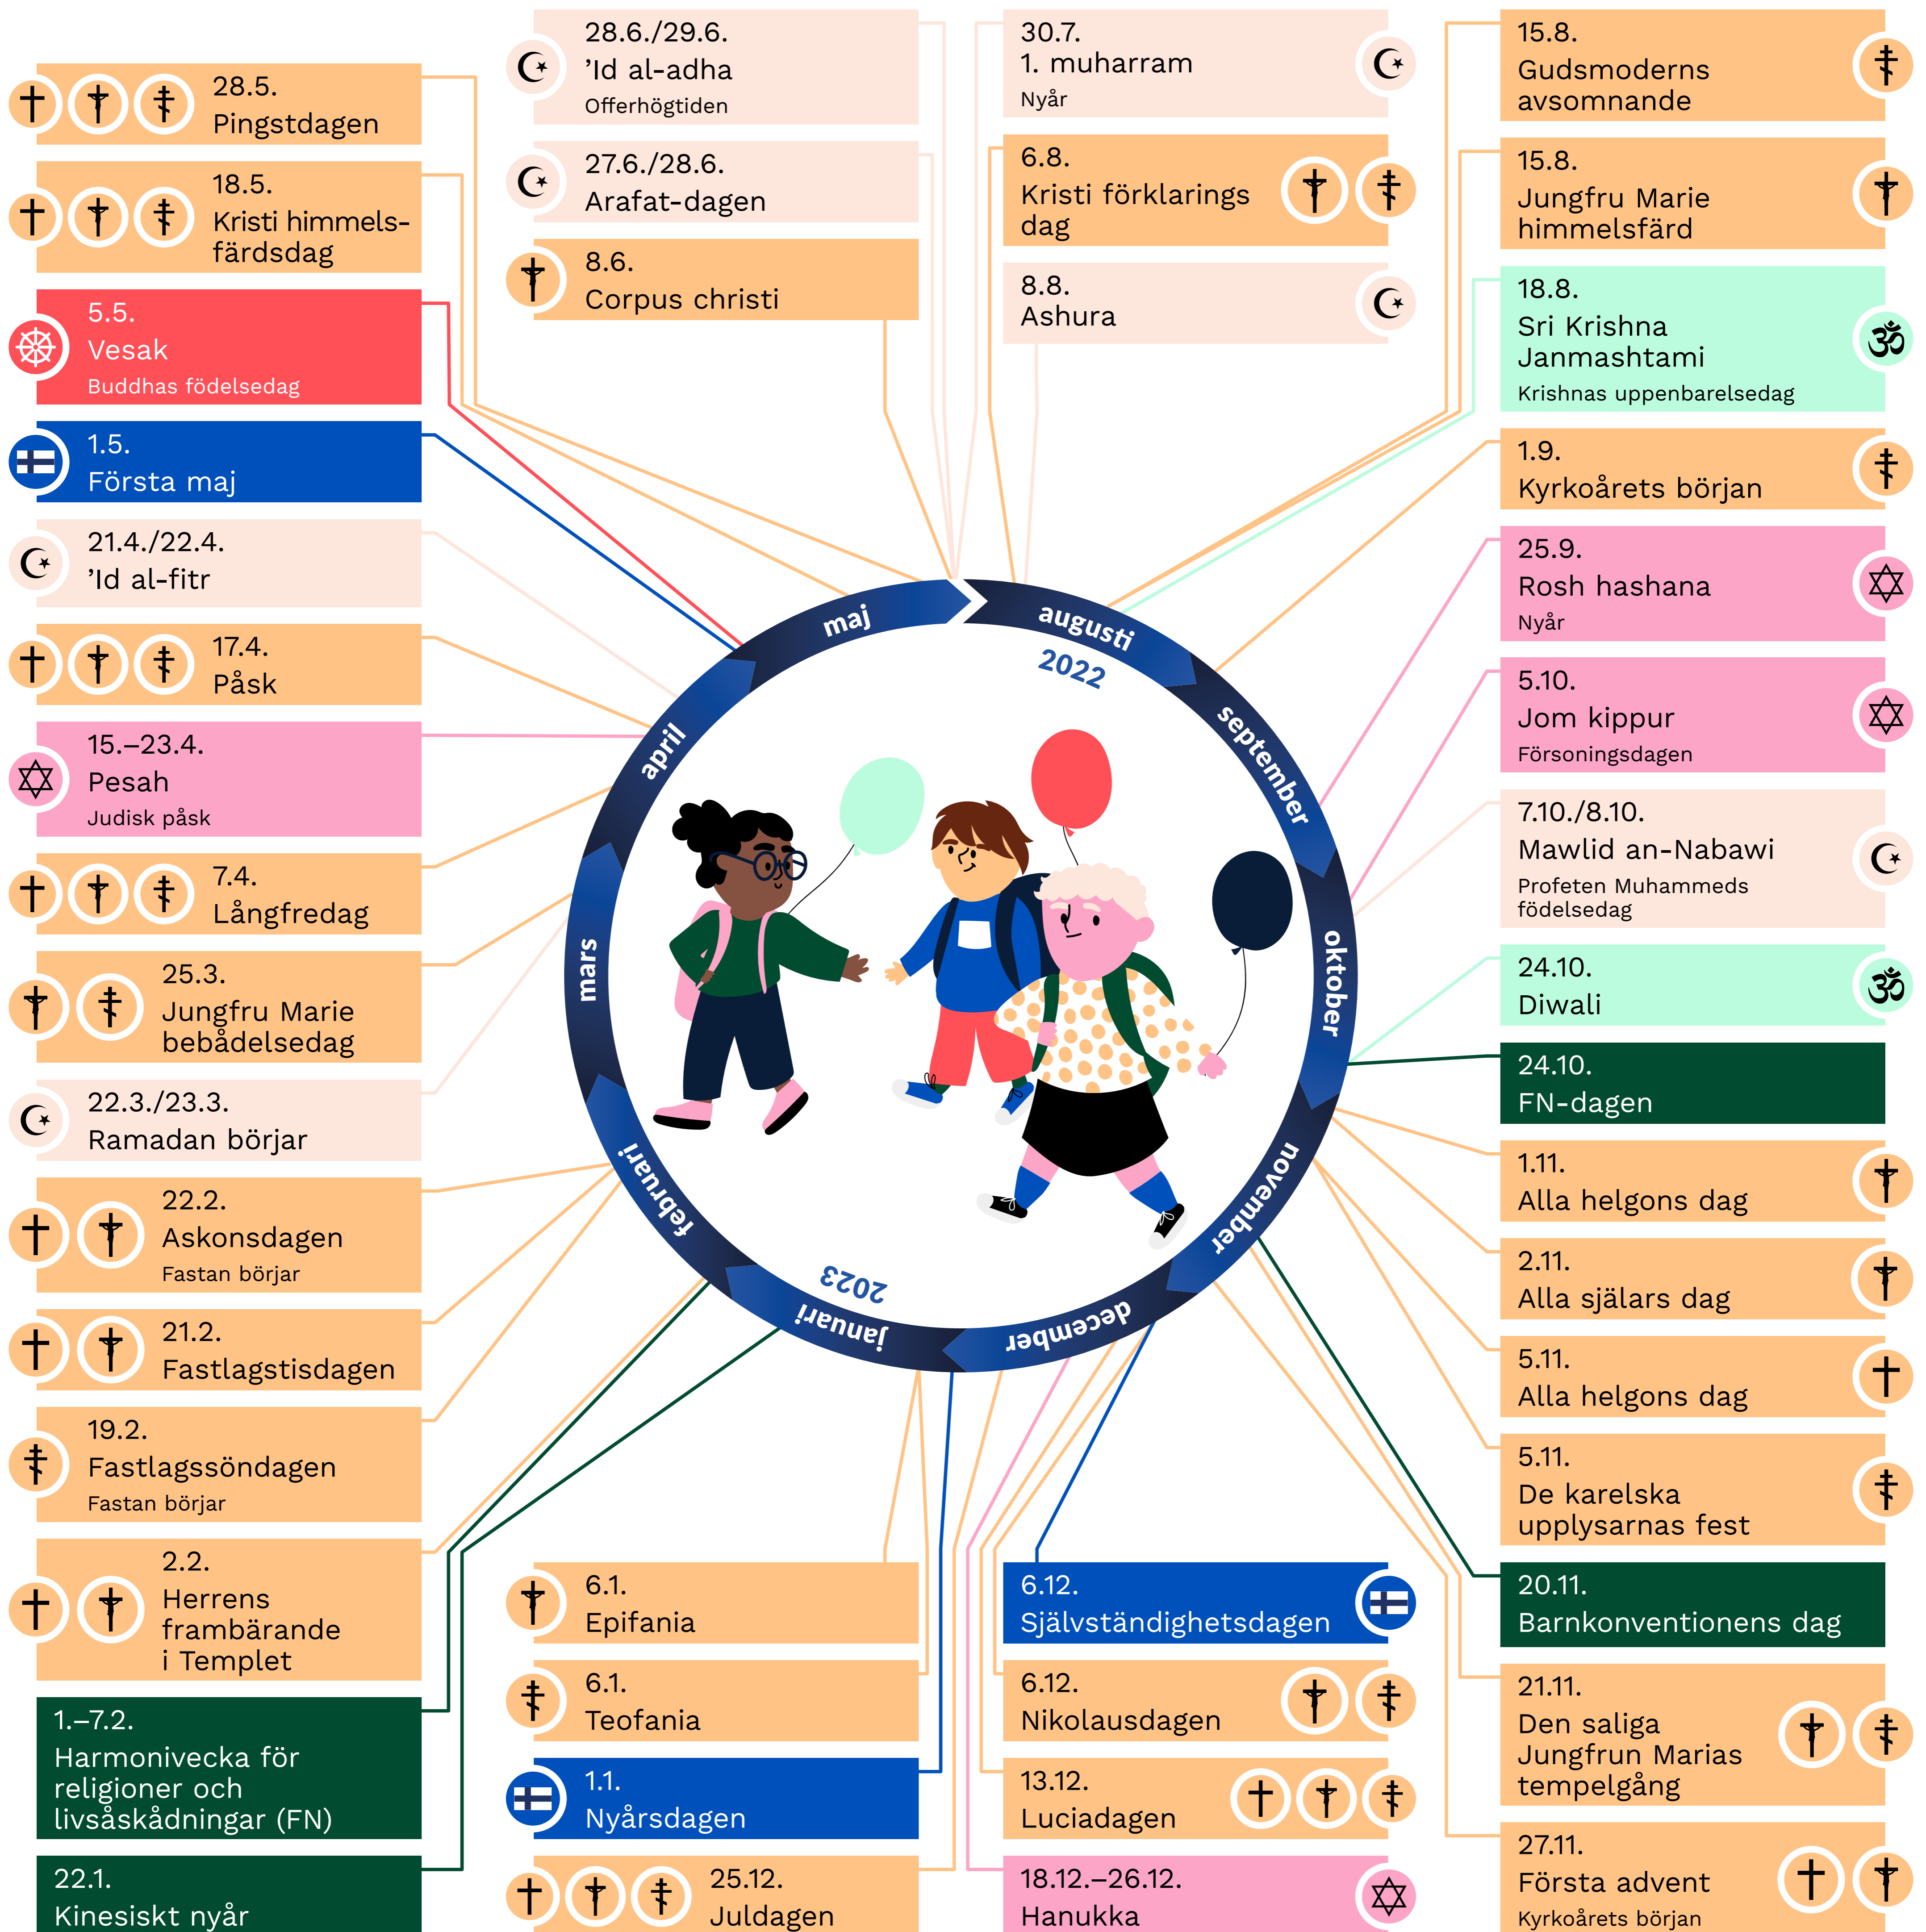 28.5.
Pingstdagen
18.5.
Kristi himmels-
färdsdag
5.5.
Vesak
Buddhas födelsedag
1.5.
Första maj
21.4./22.4.
’Id al-fitr
17.4.
Påsk
15.–23.4.
Pesah
Judisk påsk
7.4.
Långfredag
25.3.
Jungfru Marie
bebådelsedag
22.3./23.3.
Ramadan börjar
22.2.
Askonsdagen
Fastan börjar
21.2.
Fastlagstisdagen
19.2.
Fastlagssöndagen
Fastan börjar
2.2.
Herrens
frambärande
i Templet
1.–7.2.
Harmonivecka för
religioner och
livsåskådningar (FN)
22.1.
Kinesiskt nyår
28.6./29.6.
’Id al-adha
Offerhögtiden
27.6./28.6.
Arafat-dagen
8.6.
Corpus christi
30.7.
1. muharram
Nyår
6.8.
Kristi förklarings
dag
8.8.
Ashura
augusti
2022
september
oktober
november
december
januari
2023
februari
mars
april
maj
6.1.
Epifania
6.1.
Teofania
1.1.
Nyårsdagen
25.12.
Juldagen
6.12.
Självständighetsdagen
6.12.
Nikolausdagen
13.12.
Luciadagen
18.12.–26.12.
Hanukka
15.8.
Gudsmoderns
avsomnande
15.8.
Jungfru Marie
himmelsfärd
18.8.
Sri Krishna
Janmashtami
Krishnas uppenbarelsedag
1.9.
Kyrkoårets början
25.9.
Rosh hashana
Nyår
5.10.
Jom kippur
Försoningsdagen
7.10./8.10.
Mawlid an-Nabawi
Profeten Muhammeds
födelsedag
24.10.
Diwali
24.10.
FN-dagen
1.11.
Alla helgons dag
2.11.
Alla själars dag
5.11.
Alla helgons dag
5.11.
De karelska
upplysarnas fest
20.11.
Barnkonventionens dag
21.11.
Den saliga
Jungfrun Marias
tempelgång
27.11.
Första advent
Kyrkoårets början